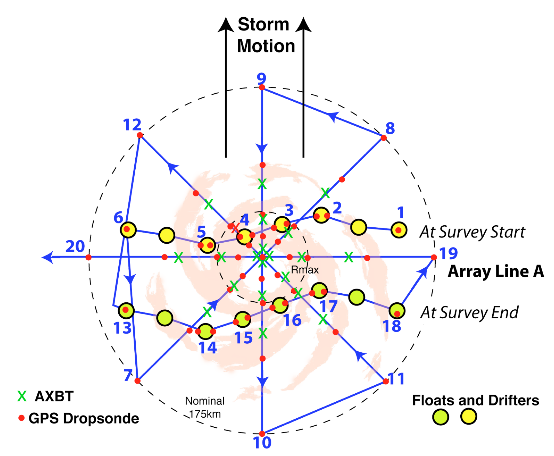 Storm
Motion
9
12
8
6
5
4
3
2
1
At Survey Start
20
19
Rmax
Array Line A
At Survey End
13
14
15
16
17
18
7
11
10
Nominal
175km
X AXBT
GPS Dropsonde
Floats and Drifters